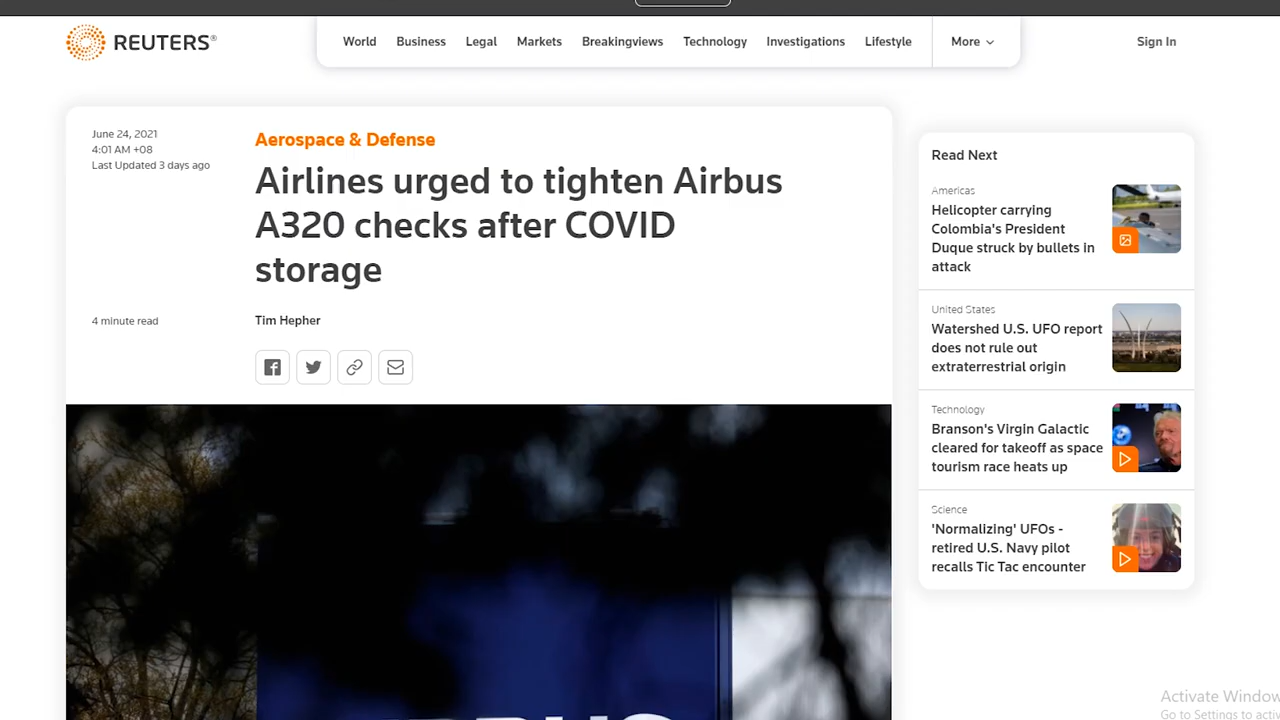 REUTERS®
World Business Legal Markets Breakingviews Technology Investigations Lifestyle More
Sign In
June 24, 2021
4:01 AM +08
Last Updated 3 days ago
Aerospace & Defense
Airlines urged to tighten Airbus
A320 checks after COVID
storage
4 minute read
Tim Hepher
Read Next
Americas
Helicopter carrying
Colombia's President
Duque struck by bullets in
attack
United States
Watershed U.S. UFO report
does not rule out
extraterrestrial origin
Technology
Branson's Virgin Galactic
cleared for takeoff as space
tourism race heats up
Science
'Normalizing' UFOs -
retired U.S. Navy pilot
recalls Tic Tac encounter
Activate Window
Go to Settings to activ